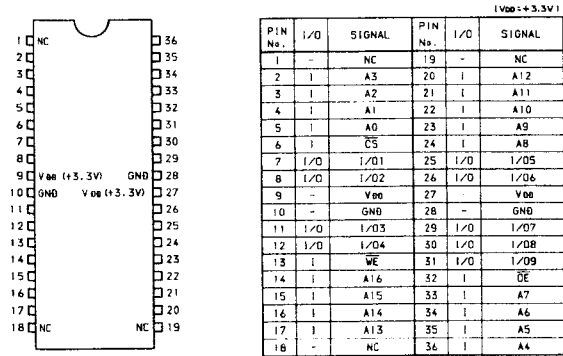 (VDD=+3.3V)
1 NC 36
2 35
3 34
4 33
5 32
6 31
7 30
8 29
9 VDD (+3.3V) GND 28
10 GND VDD (+3.3V) 27
11 26
12 25
13 24
14 23
15 22
16 21
17 20
18 NC NC 19
PIN No. I/O SIGNAL PIN No. I/O SIGNAL
1 - NC 19 - NC
2 I A3 20 I A12
3 I A2 21 I A11
4 I A1 22 I A10
5 I A0 23 I A9
6 I C̅S̅ 24 I A8
7 I/O I/O1 25 I/O I/O5
8 I/O I/O2 26 I/O I/O6
9 - VDD 27 - VDD
10 - GND 28 - GND
11 I/O I/O3 29 I/O I/O7
12 I/O I/O4 30 I/O I/O8
13 I W̅E̅ 31 I/O I/O9
14 I A16 32 I O̅E̅
15 I A15 33 I A7
16 I A14 34 I A6
17 I A13 35 I A5
18 - NC 36 I A4